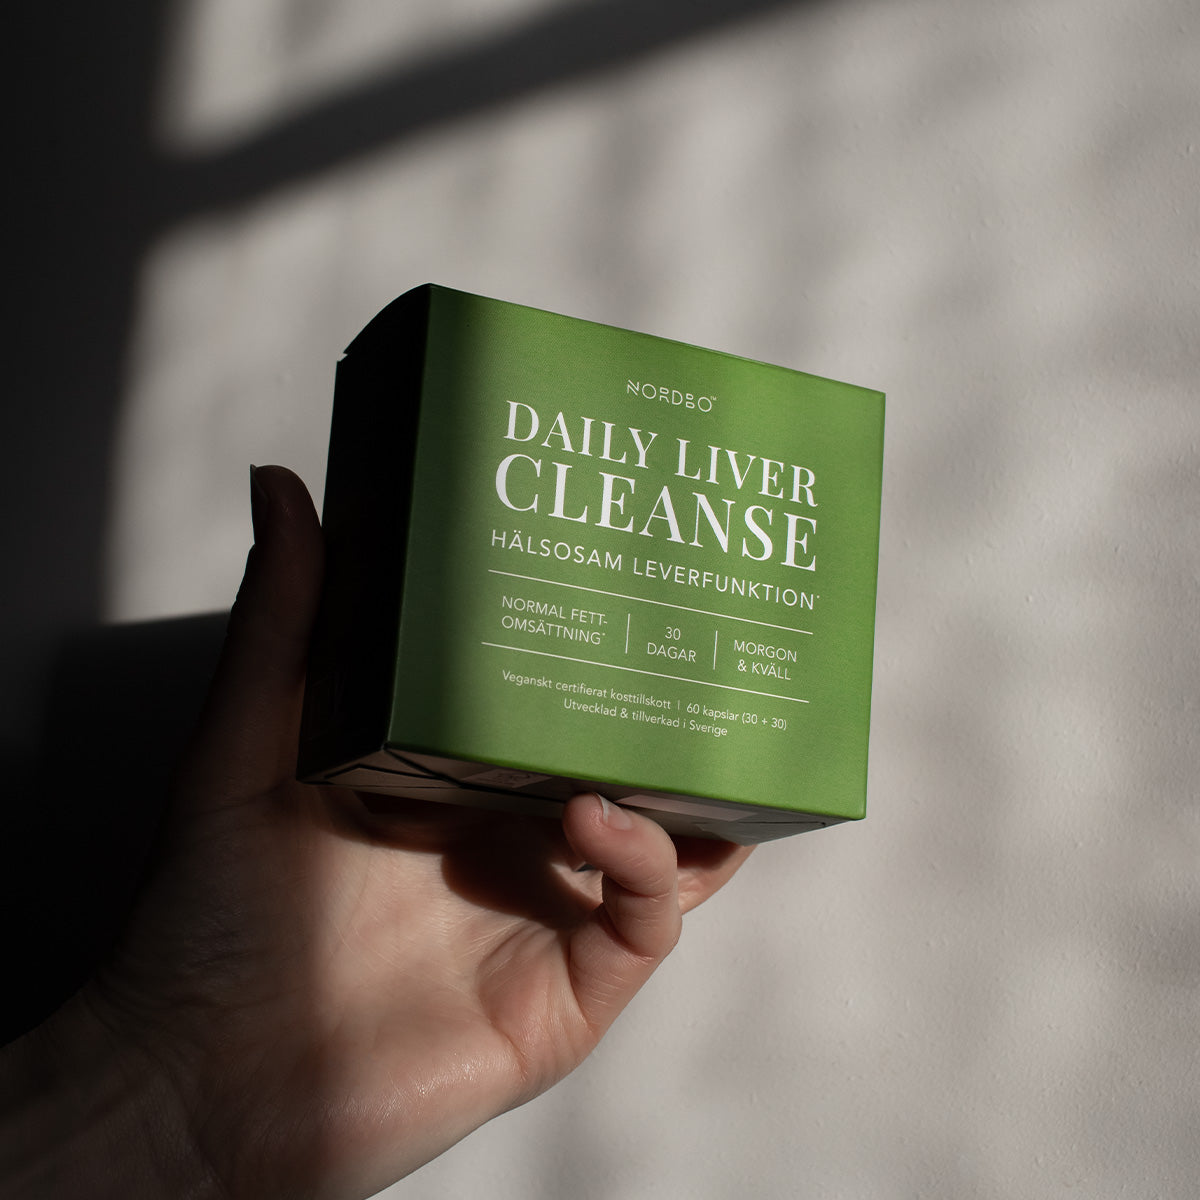 NORDBO™
DAILY LIVER
CLEANSE
HÄLSOSAM LEVERFUNKTION*
NORMAL FETT-
OMSÄTTNING*
30
DAGAR
MORGON
& KVÄLL
Veganskt certifierat kosttillskott | 60 kapslar (30 + 30)
Utvecklad & tillverkad i Sverige